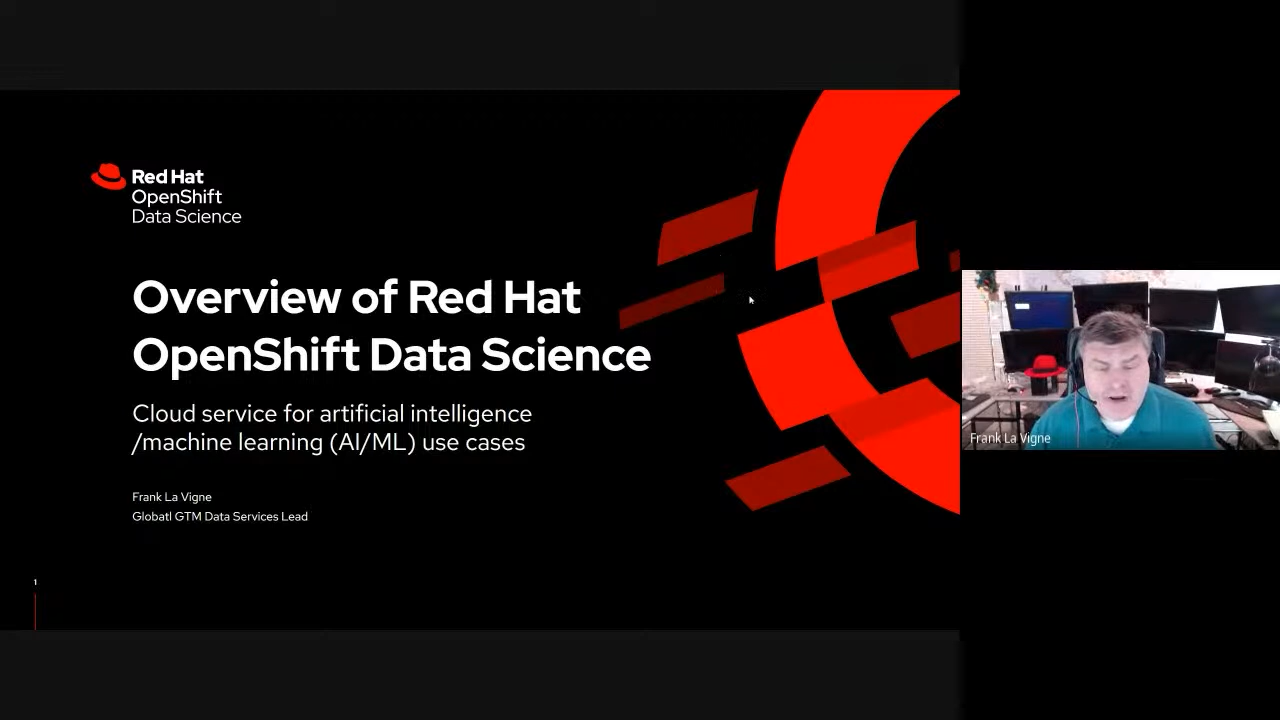 Red Hat
OpenShift
Data Science
Overview of Red Hat
OpenShift Data Science
Cloud service for artificial intelligence
/machine learning (AI/ML) use cases
Frank La Vigne
Globatl GTM Data Services Lead
1
Frank La Vigne